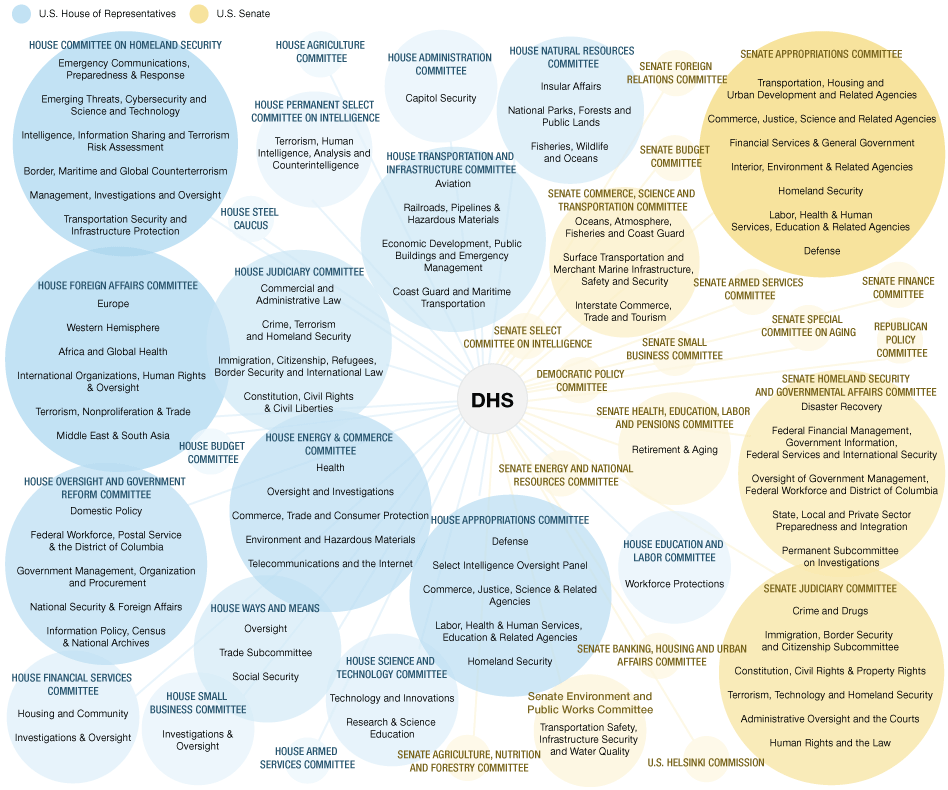 U.S. House of Representatives
U.S. Senate
HOUSE COMMITTEE ON HOMELAND SECURITY
Emergency Communications,
Preparedness & Response
Emerging Threats, Cybersecurity and
Science and Technology
Intelligence, Information Sharing and Terrorism
Risk Assessment
Border, Maritime and Global Counterterrorism
Management, Investigations and Oversight
Transportation Security and
Infrastructure Protection
HOUSE AGRICULTURE
COMMITTEE
HOUSE PERMANENT SELECT
COMMITTEE ON INTELLIGENCE
Terrorism, Human
Intelligence, Analysis and
Counterintelligence
HOUSE ADMINISTRATION
COMMITTEE
Capitol Security
HOUSE NATURAL RESOURCES
COMMITTEE
Insular Affairs
National Parks, Forests and
Public Lands
Fisheries, Wildlife
and Oceans
SENATE FOREIGN
RELATIONS COMMITTEE
SENATE BUDGET
COMMITTEE
SENATE APPROPRIATIONS COMMITTEE
Transportation, Housing and
Urban Development and Related Agencies
Commerce, Justice, Science and Related Agencies
Financial Services & General Government
Interior, Environment & Related Agencies
Homeland Security
Labor, Health & Human
Services, Education & Related Agencies
Defense
HOUSE STEEL
CAUCUS
HOUSE TRANSPORTATION AND
INFRASTRUCTURE COMMITTEE
Aviation
Railroads, Pipelines &
Hazardous Materials
Economic Development, Public
Buildings and Emergency
Management
Coast Guard and Maritime
Transportation
SENATE COMMERCE, SCIENCE AND
TRANSPORTATION COMMITTEE
Oceans, Atmosphere,
Fisheries and Coast Guard
Surface Transportation and
Merchant Marine Infrastructure,
Safety and Security
Interstate Commerce,
Trade and Tourism
HOUSE FOREIGN AFFAIRS COMMITTEE
Europe
Western Hemisphere
Africa and Global Health
International Organizations, Human Rights
& Oversight
Terrorism, Nonproliferation & Trade
Middle East & South Asia
HOUSE JUDICIARY COMMITTEE
Commercial and
Administrative Law
Crime, Terrorism
and Homeland Security
Immigration, Citizenship, Refugees,
Border Security and International Law
Constitution, Civil Rights
& Civil Liberties
SENATE ARMED SERVICES
COMMITTEE
SENATE FINANCE
COMMITTEE
SENATE SPECIAL
COMMITTEE ON AGING
REPUBLICAN
POLICY
COMMITTEE
SENATE SELECT
COMMITTEE ON INTELLIGENCE
SENATE SMALL
BUSINESS COMMITTEE
DEMOCRATIC POLICY
COMMITTEE
DHS
SENATE HOMELAND SECURITY
AND GOVERNMENTAL AFFAIRS COMMITTEE
Disaster Recovery
Federal Financial Management,
Government Information,
Federal Services and International Security
Oversight of Government Management,
Federal Workforce and District of Columbia
State, Local and Private Sector
Preparedness and Integration
Permanent Subcommittee
on Investigations
SENATE HEALTH, EDUCATION, LABOR
AND PENSIONS COMMITTEE
Retirement & Aging
HOUSE BUDGET
COMMITTEE
HOUSE ENERGY & COMMERCE
COMMITTEE
Health
Oversight and Investigations
Commerce, Trade and Consumer Protection
Environment and Hazardous Materials
Telecommunications and the Internet
SENATE ENERGY AND NATIONAL
RESOURCES COMMITTEE
HOUSE OVERSIGHT AND GOVERNMENT
REFORM COMMITTEE
Domestic Policy
Federal Workforce, Postal Service
& the District of Columbia
Government Management, Organization
and Procurement
National Security & Foreign Affairs
Information Policy, Census
& National Archives
HOUSE APPROPRIATIONS COMMITTEE
Defense
Select Intelligence Oversight Panel
Commerce, Justice, Science & Related
Agencies
Labor, Health & Human Services,
Education & Related Agencies
Homeland Security
HOUSE EDUCATION AND
LABOR COMMITTEE
Workforce Protections
SENATE JUDICIARY COMMITTEE
Crime and Drugs
Immigration, Border Security
and Citizenship Subcommittee
Constitution, Civil Rights & Property Rights
Terrorism, Technology and Homeland Security
Administrative Oversight and the Courts
Human Rights and the Law
HOUSE WAYS AND MEANS
Oversight
Trade Subcommittee
Social Security
HOUSE FINANCIAL SERVICES
COMMITTEE
Housing and Community
Investigations & Oversight
HOUSE SMALL
BUSINESS COMMITTEE
Investigations &
Oversight
HOUSE SCIENCE AND
TECHNOLOGY COMMITTEE
Technology and Innovations
Research & Science
Education
SENATE BANKING, HOUSING AND URBAN
AFFAIRS COMMITTEE
Senate Environment and
Public Works Committee
Transportation Safety,
Infrastructure Security
and Water Quality
HOUSE ARMED
SERVICES COMMITTEE
SENATE AGRICULTURE, NUTRITION
AND FORESTRY COMMITTEE
U.S. HELSINKI COMMISSION